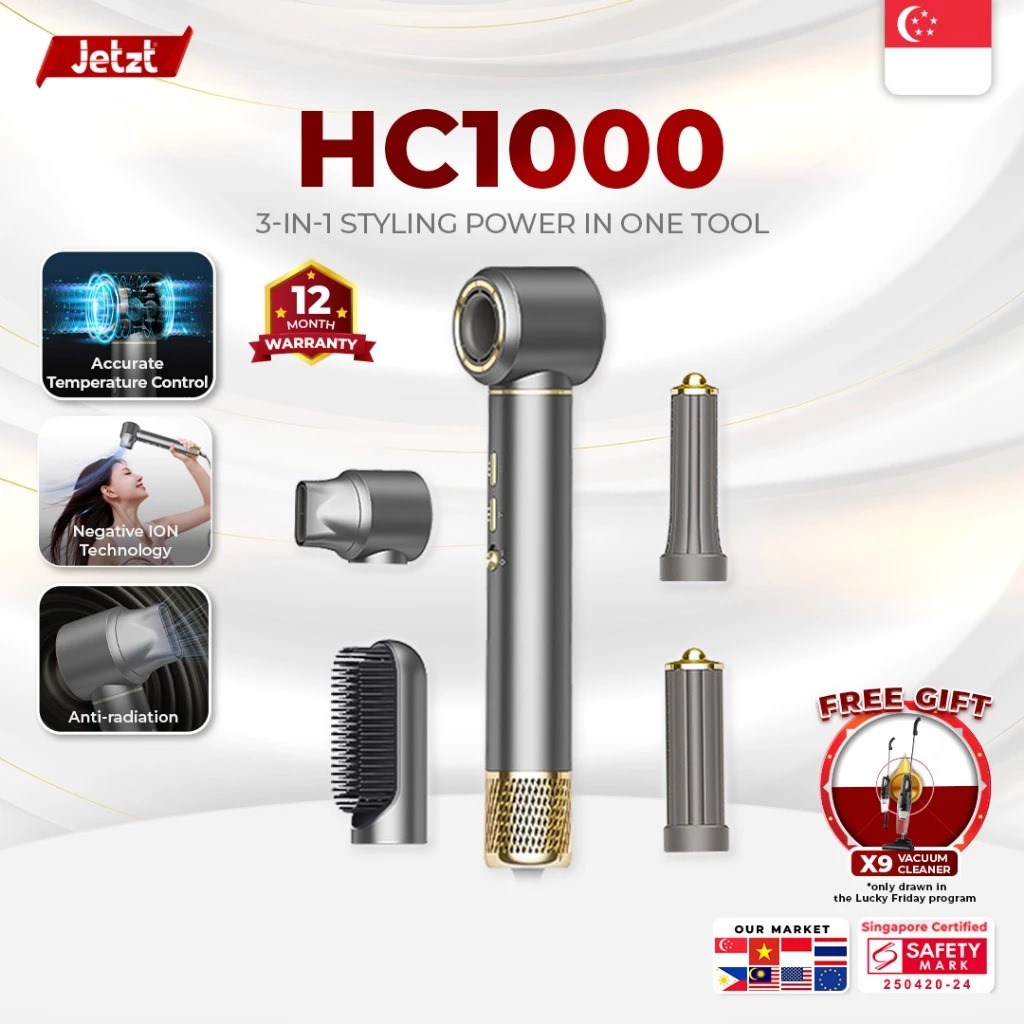 Jetzt
HC1000
3-IN-1 STYLING POWER IN ONE TOOL
Accurate
Temperature Control
12
MONTH
WARRANTY
Negative ION
Technology
Anti-radiation
FREE GIFT
X9 VACUUM
CLEANER
*only drawn in
the Lucky Friday program
OUR MARKET
Singapore Certified
SAFETY
MARK
250420-24